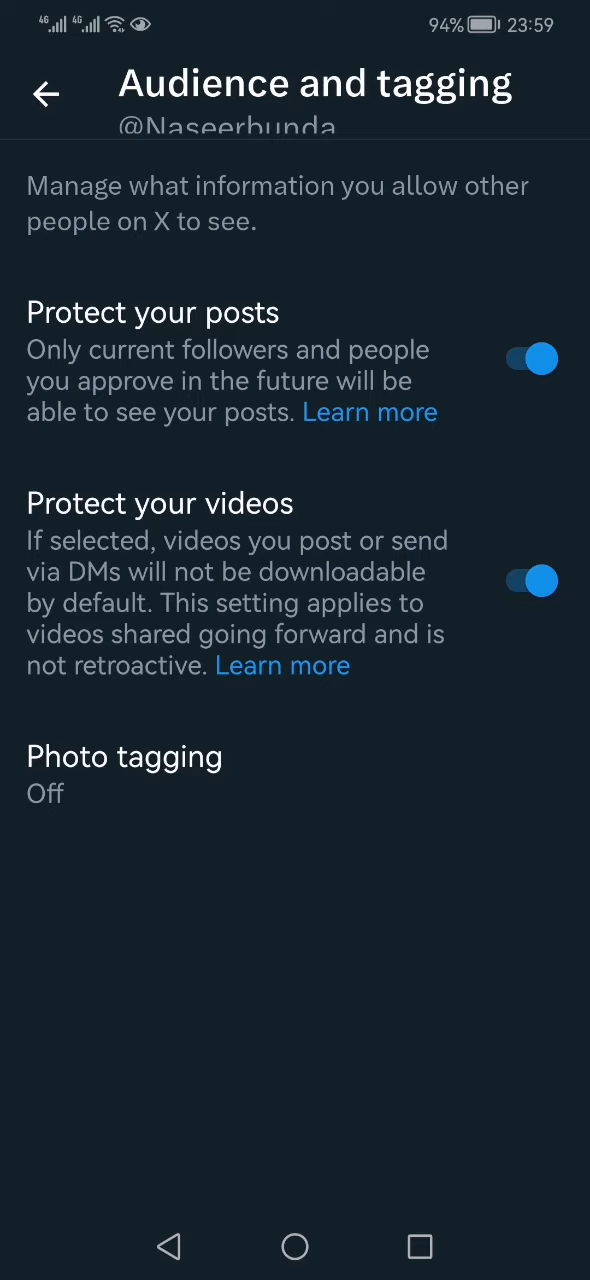 4G 4G 94% 23:59
Audience and tagging
@Naseerbunda
Manage what information you allow other
people on X to see.
Protect your posts
Only current followers and people
you approve in the future will be
able to see your posts. Learn more
Protect your videos
If selected, videos you post or send
via DMs will not be downloadable
by default. This setting applies to
videos shared going forward and is
not retroactive. Learn more
Photo tagging
Off